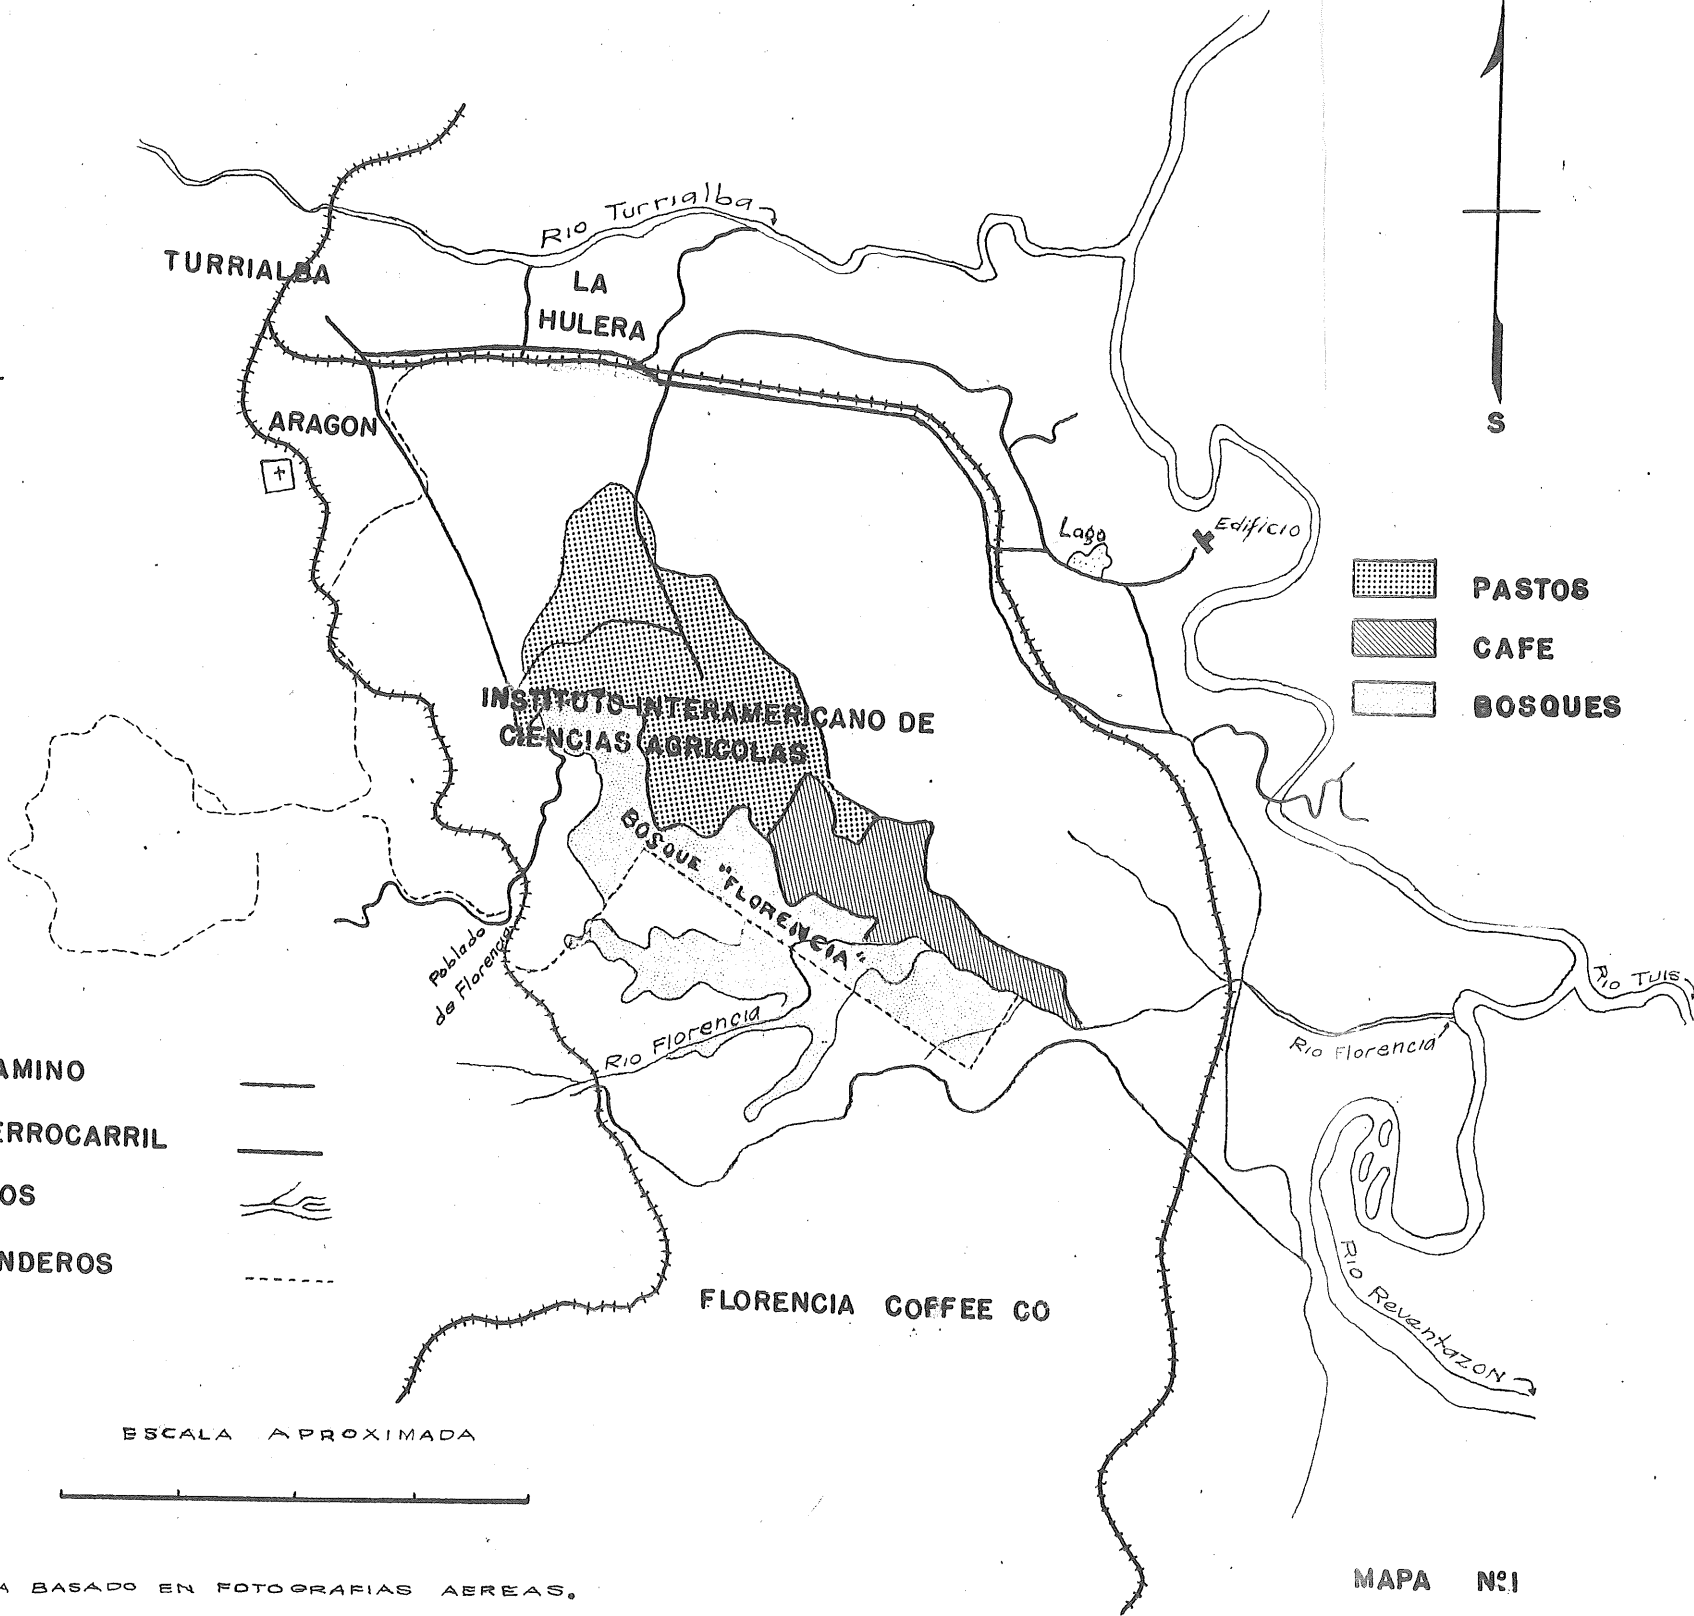 Rio Turrialba
TURRIALBA
LA
HULERA
S
ARAGON
Lago
Edificio
PASTOS
CAFE
BOSQUES
INSTITUTO INTERAMERICANO DE
CIENCIAS AGRICOLAS
BOSQUE "FLORENCIA"
Poblado
de Florencia
Rio Tuis
Rio Florencia
Rio Florencia
AMINO
ERROCARRIL
OS
NDEROS
Rio Reventazon
FLORENCIA COFFEE CO
ESCALA APROXIMADA
A BASADO EN FOTOGRAFIAS AEREAS.
MAPA Nº1